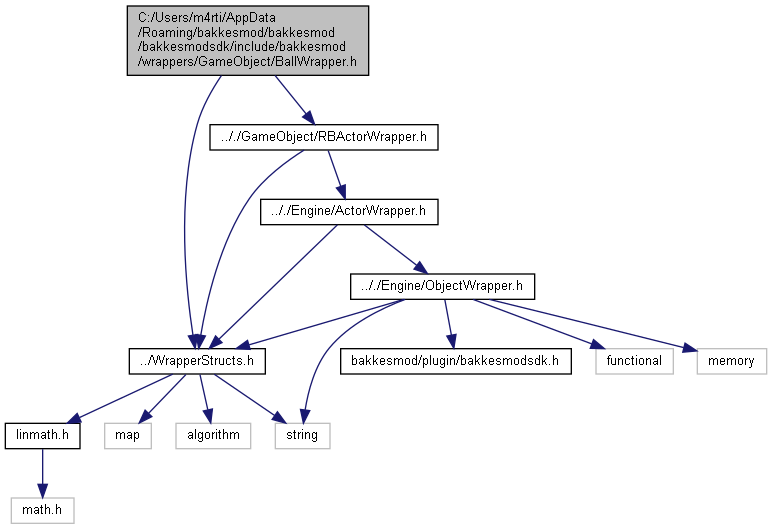 C:/Users/m4rti/AppData
/Roaming/bakkesmod/bakkesmod
/bakkesmodsdk/include/bakkesmod
/wrappers/GameObject/BallWrapper.h
.././GameObject/RBActorWrapper.h
.././Engine/ActorWrapper.h
.././Engine/ObjectWrapper.h
../WrapperStructs.h
bakkesmod/plugin/bakkesmodsdk.h
functional
memory
linmath.h
map
algorithm
string
math.h